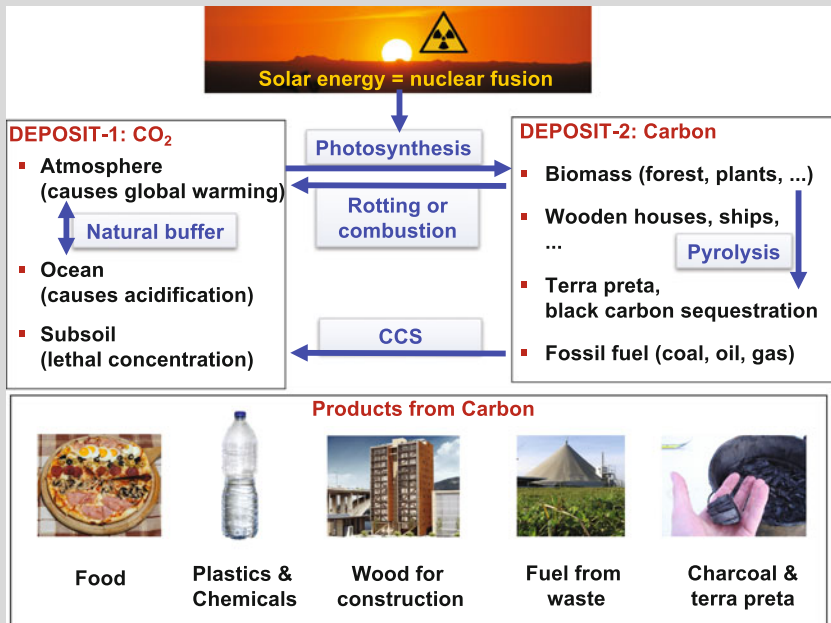 Solar energy = nuclear fusion
DEPOSIT-1: CO₂
▪ Atmosphere
(causes global warming)
Natural buffer
▪ Ocean
(causes acidification)
▪ Subsoil
(lethal concentration)
Photosynthesis
Rotting or
combustion
CCS
DEPOSIT-2: Carbon
▪ Biomass (forest, plants, ...)
▪ Wooden houses, ships,
...
Pyrolysis
▪ Terra preta,
black carbon sequestration
▪ Fossil fuel (coal, oil, gas)
Products from Carbon
Food
Plastics &
Chemicals
Wood for
construction
Fuel from
waste
Charcoal &
terra preta